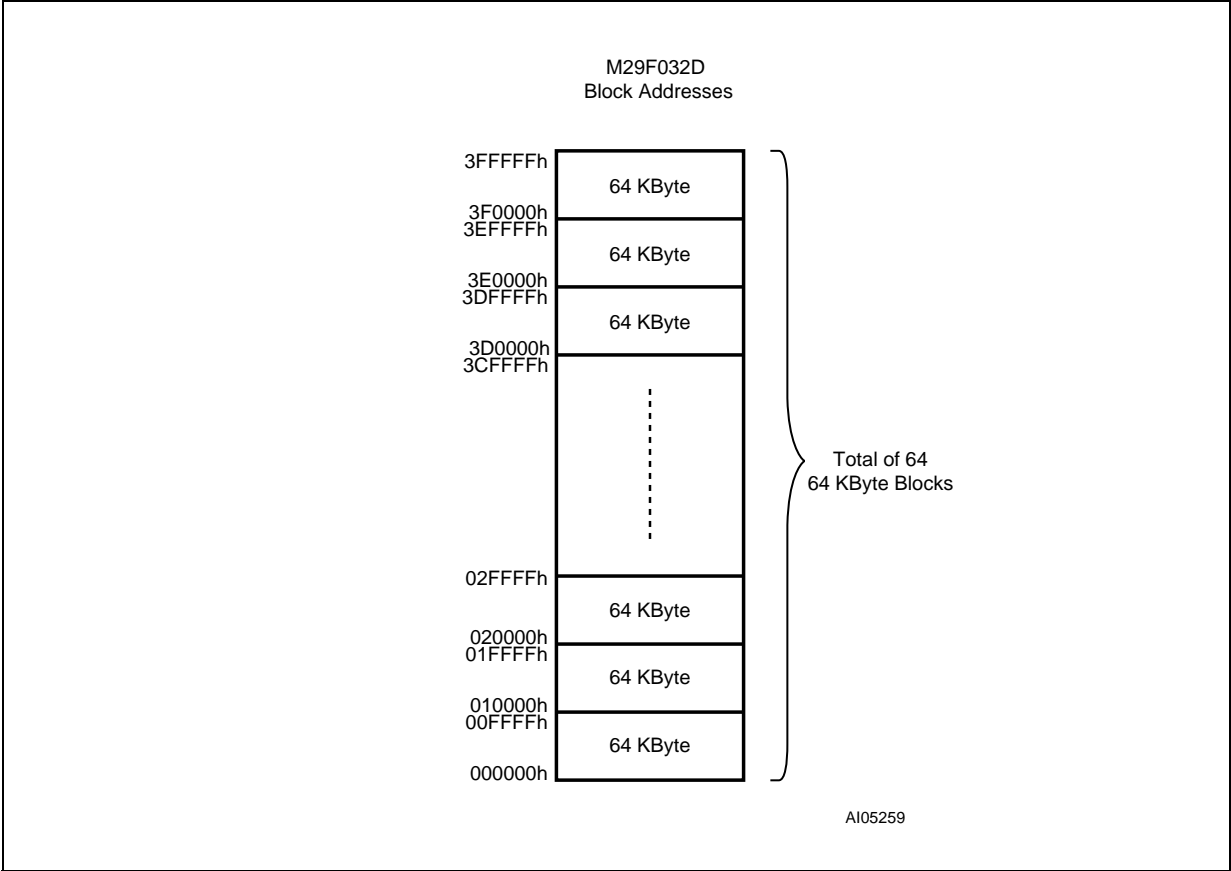 M29F032D
Block Addresses
3FFFFFh
64 KByte
3F0000h
3EFFFFh
64 KByte
3E0000h
3DFFFFh
64 KByte
3D0000h
3CFFFFh
Total of 64
64 KByte Blocks
02FFFFh
64 KByte
020000h
01FFFFh
64 KByte
010000h
00FFFFh
64 KByte
000000h
AI05259